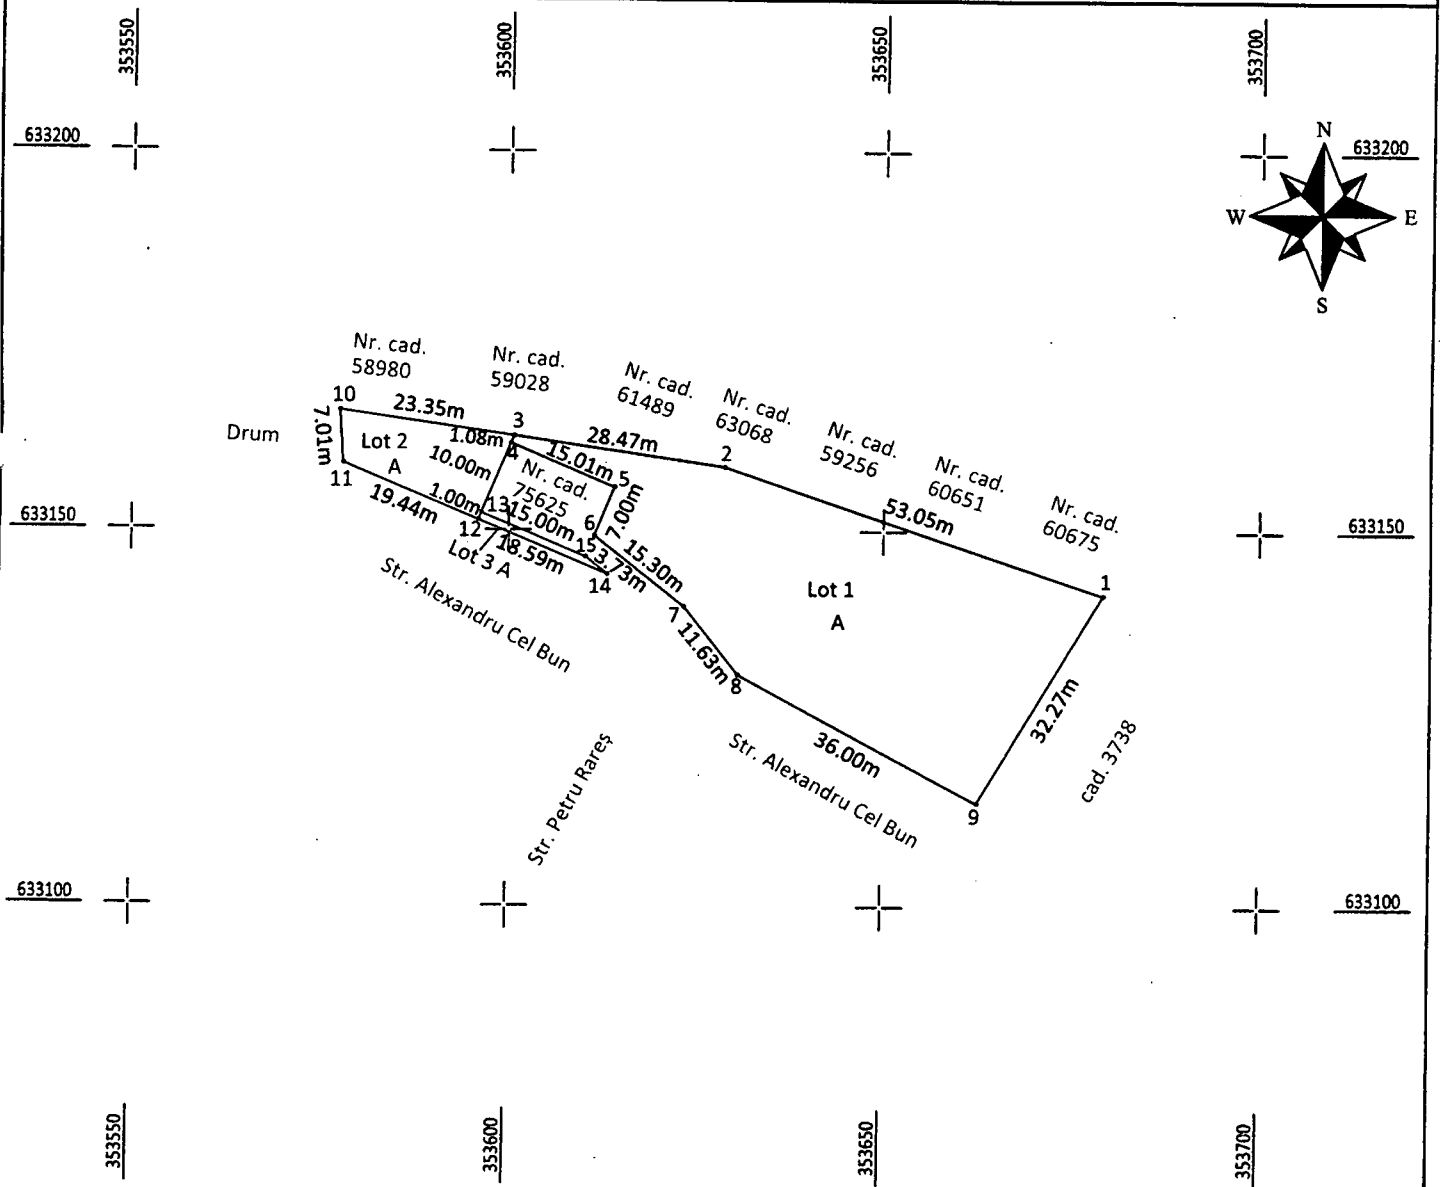 353550
353600
353650
353700
633200
633200
N
W
E
S
Nr. cad.
58980
Nr. cad.
59028
Nr. cad.
61489
Nr. cad.
63068
Nr. cad.
59256
Nr. cad.
60651
Nr. cad.
60675
10
23.35m
3
28.47m
2
53.05m
1
Drum
7.01m
Lot 2
A
1.08m
4
15.01m
5
10.00m
Nr. cad.
75625
7.00m
11
19.44m
1.00m
13
15.00m
6
12
15
3.73m
15.30m
18.59m
14
Lot 3 A
633150
633150
Lot 1
A
7
11.63m
8
Str. Alexandru Cel Bun
36.00m
32.27m
9
cad. 3738
Str. Alexandru Cel Bun
Str. Petru Rareș
633100
633100
353550
353600
353650
353700